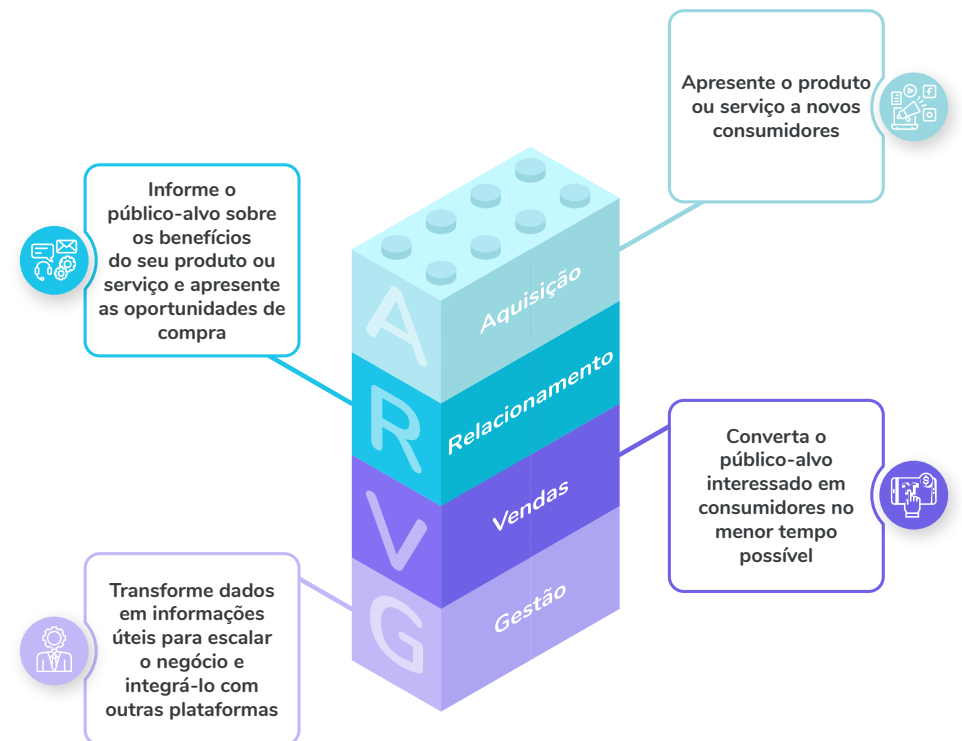 Apresente o produto
ou serviço a novos
consumidores
Informe o
público-alvo sobre
os benefícios
do seu produto ou
serviço e apresente
as oportunidades de
compra
A
Aquisição
R
Relacionamento
V
Vendas
G
Gestão
Converta o
público-alvo
interessado em
consumidores no
menor tempo
possível
Transforme dados
em informações
úteis para escalar
o negócio e
integrá-lo com
outras plataformas